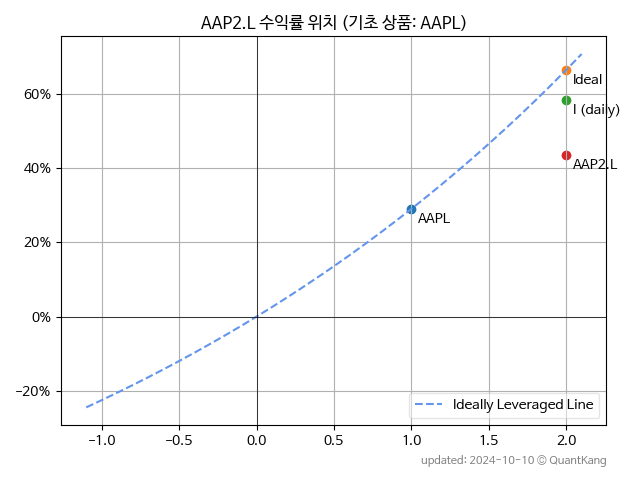 AAP2.L 수익률 위치 (기초 상품: AAPL)
60%
40%
20%
0%
−20%
Ideal
I (daily)
AAP2.L
AAPL
Ideally Leveraged Line
−1.0 −0.5 0.0 0.5 1.0 1.5 2.0
updated: 2024-10-10 © QuantKang